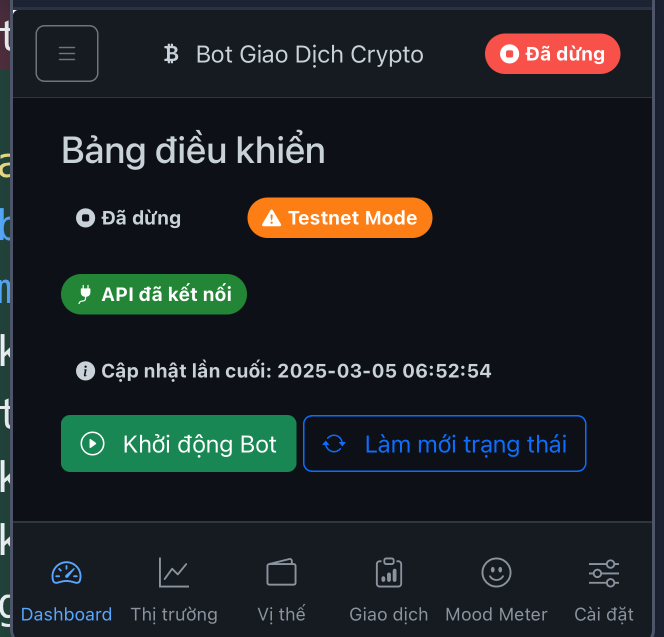 Bot Giao Dịch Crypto
Đã dừng
Bảng điều khiển
Đã dừng
Testnet Mode
API đã kết nối
Cập nhật lần cuối: 2025-03-05 06:52:54
Khởi động Bot
Làm mới trạng thái
Dashboard
Thị trường
Vị thế
Giao dịch
Mood Meter
Cài đặt